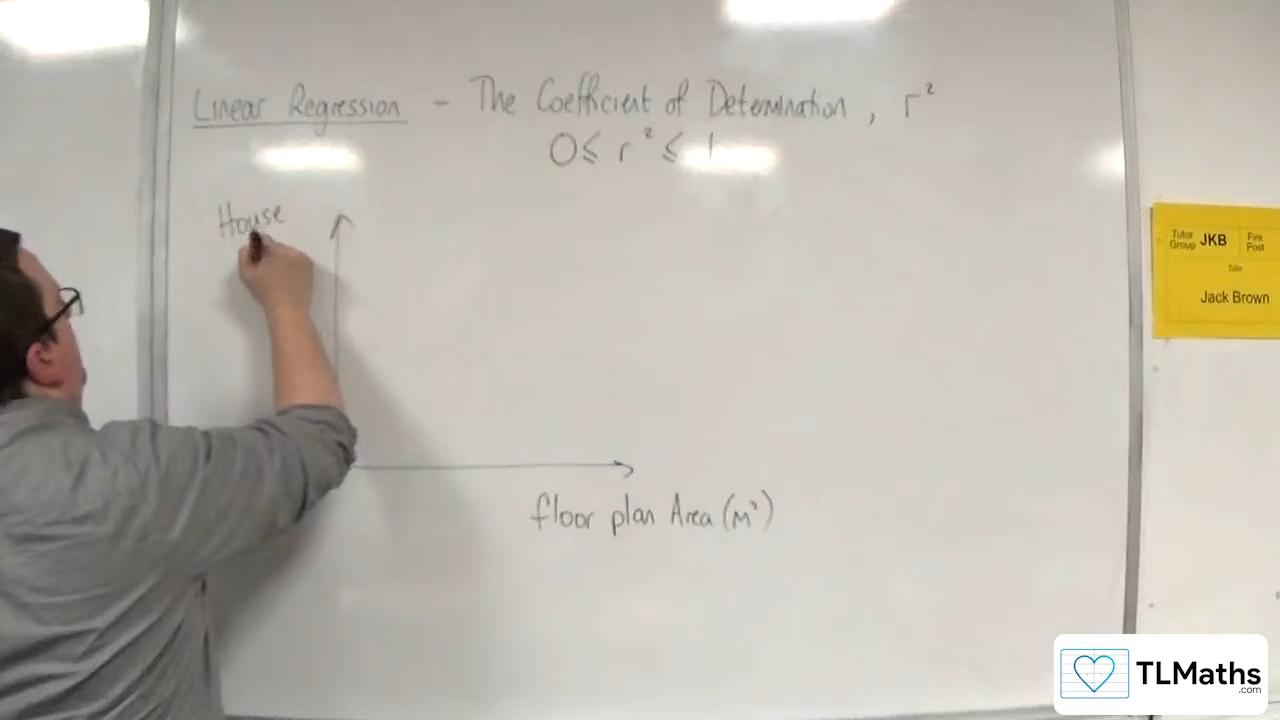 Linear Regression - The Coefficient of Determination, r²
0 ≤ r² ≤ 1
House
floor plan Area (m²)
Tutor Group JKB Fire Post
Tutor
Jack Brown
TLMaths
.com